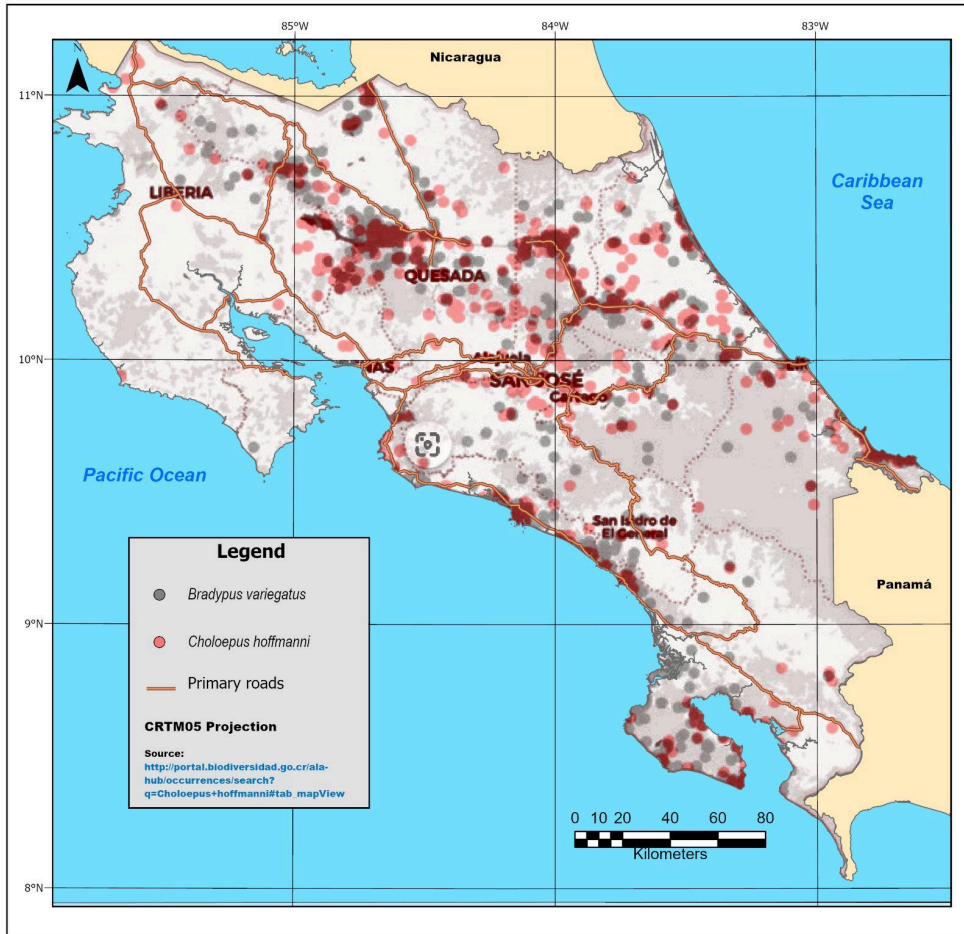 85°W
84°W
83°W
N
Nicaragua
11°N
Caribbean
Sea
LIBERIA
QUESADA
10°N
NAS
Alajuela
SAN JOSÉ
Cartago
Pacific Ocean
San Isidro de
El General
Panamá
Legend
Bradypus variegatus
Choloepus hoffmanni
Primary roads
CRTM05 Projection
Source:
http://portal.biodiversidad.go.cr/ala-
hub/occurrences/search?
q=Choloepus+hoffmanni#tab_mapView
9°N
0 10 20 40 60 80
Kilometers
8°N